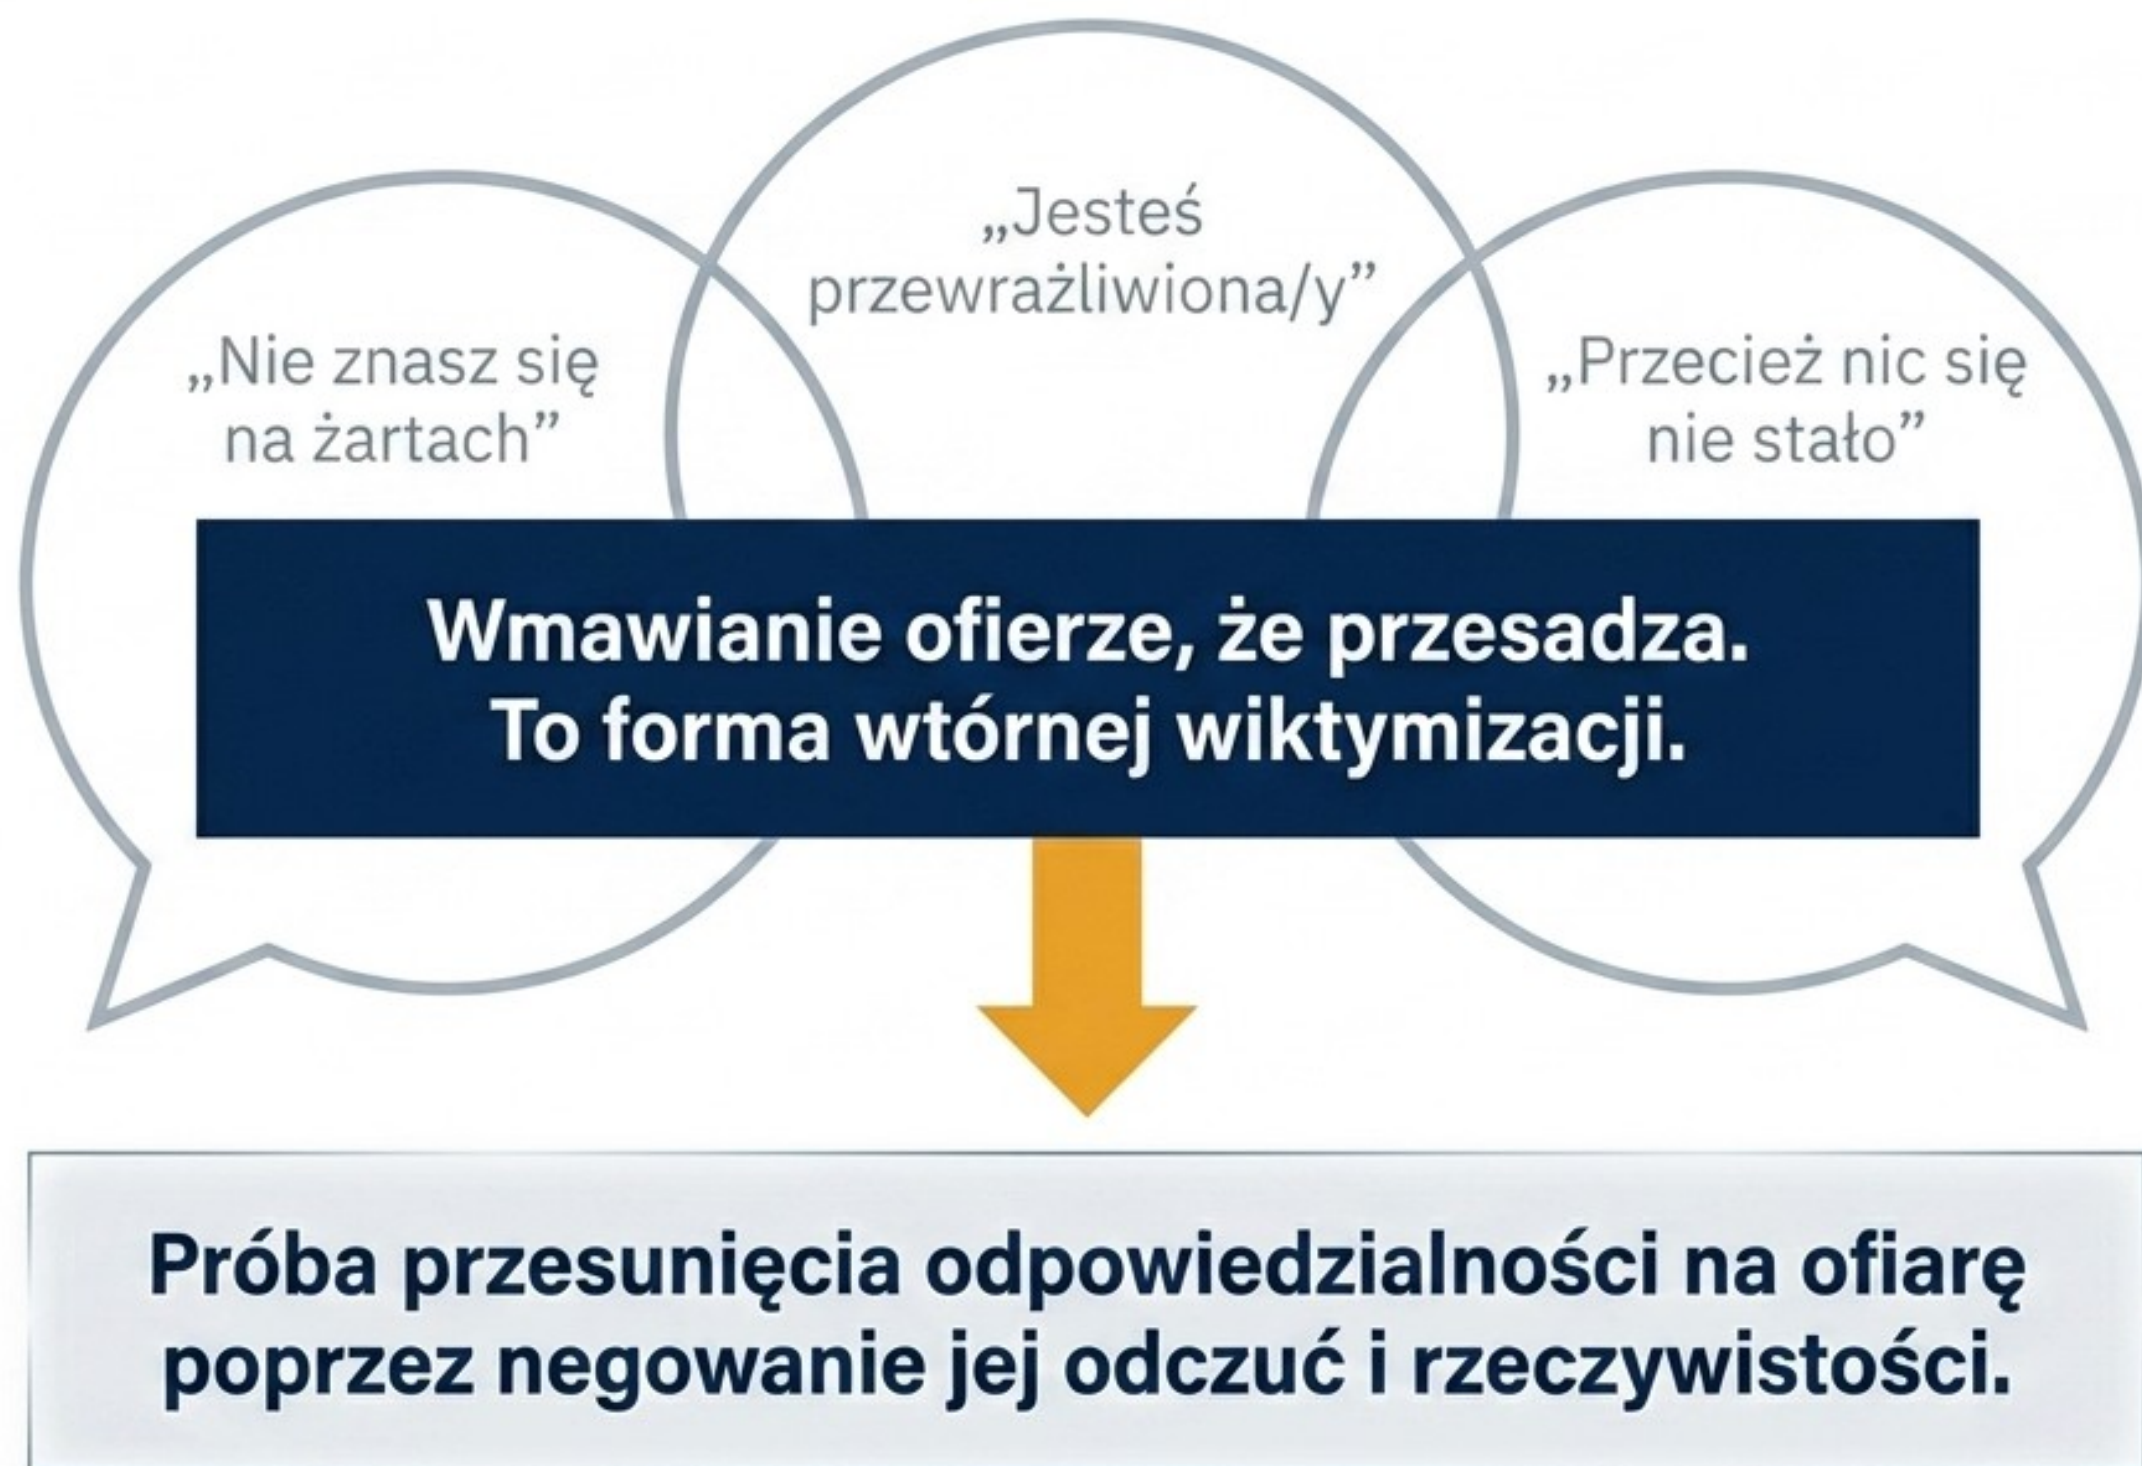 „Nie znasz się
na żartach”
„Jesteś
przewrażliwiona/y”
„Przecież nic się
nie stało”
Wmawianie ofierze, że przesadza.
To forma wtórnej wiktymizacji.
Próba przesunięcia odpowiedzialności na ofiarę
poprzez negowanie jej odczuć i rzeczywistości.